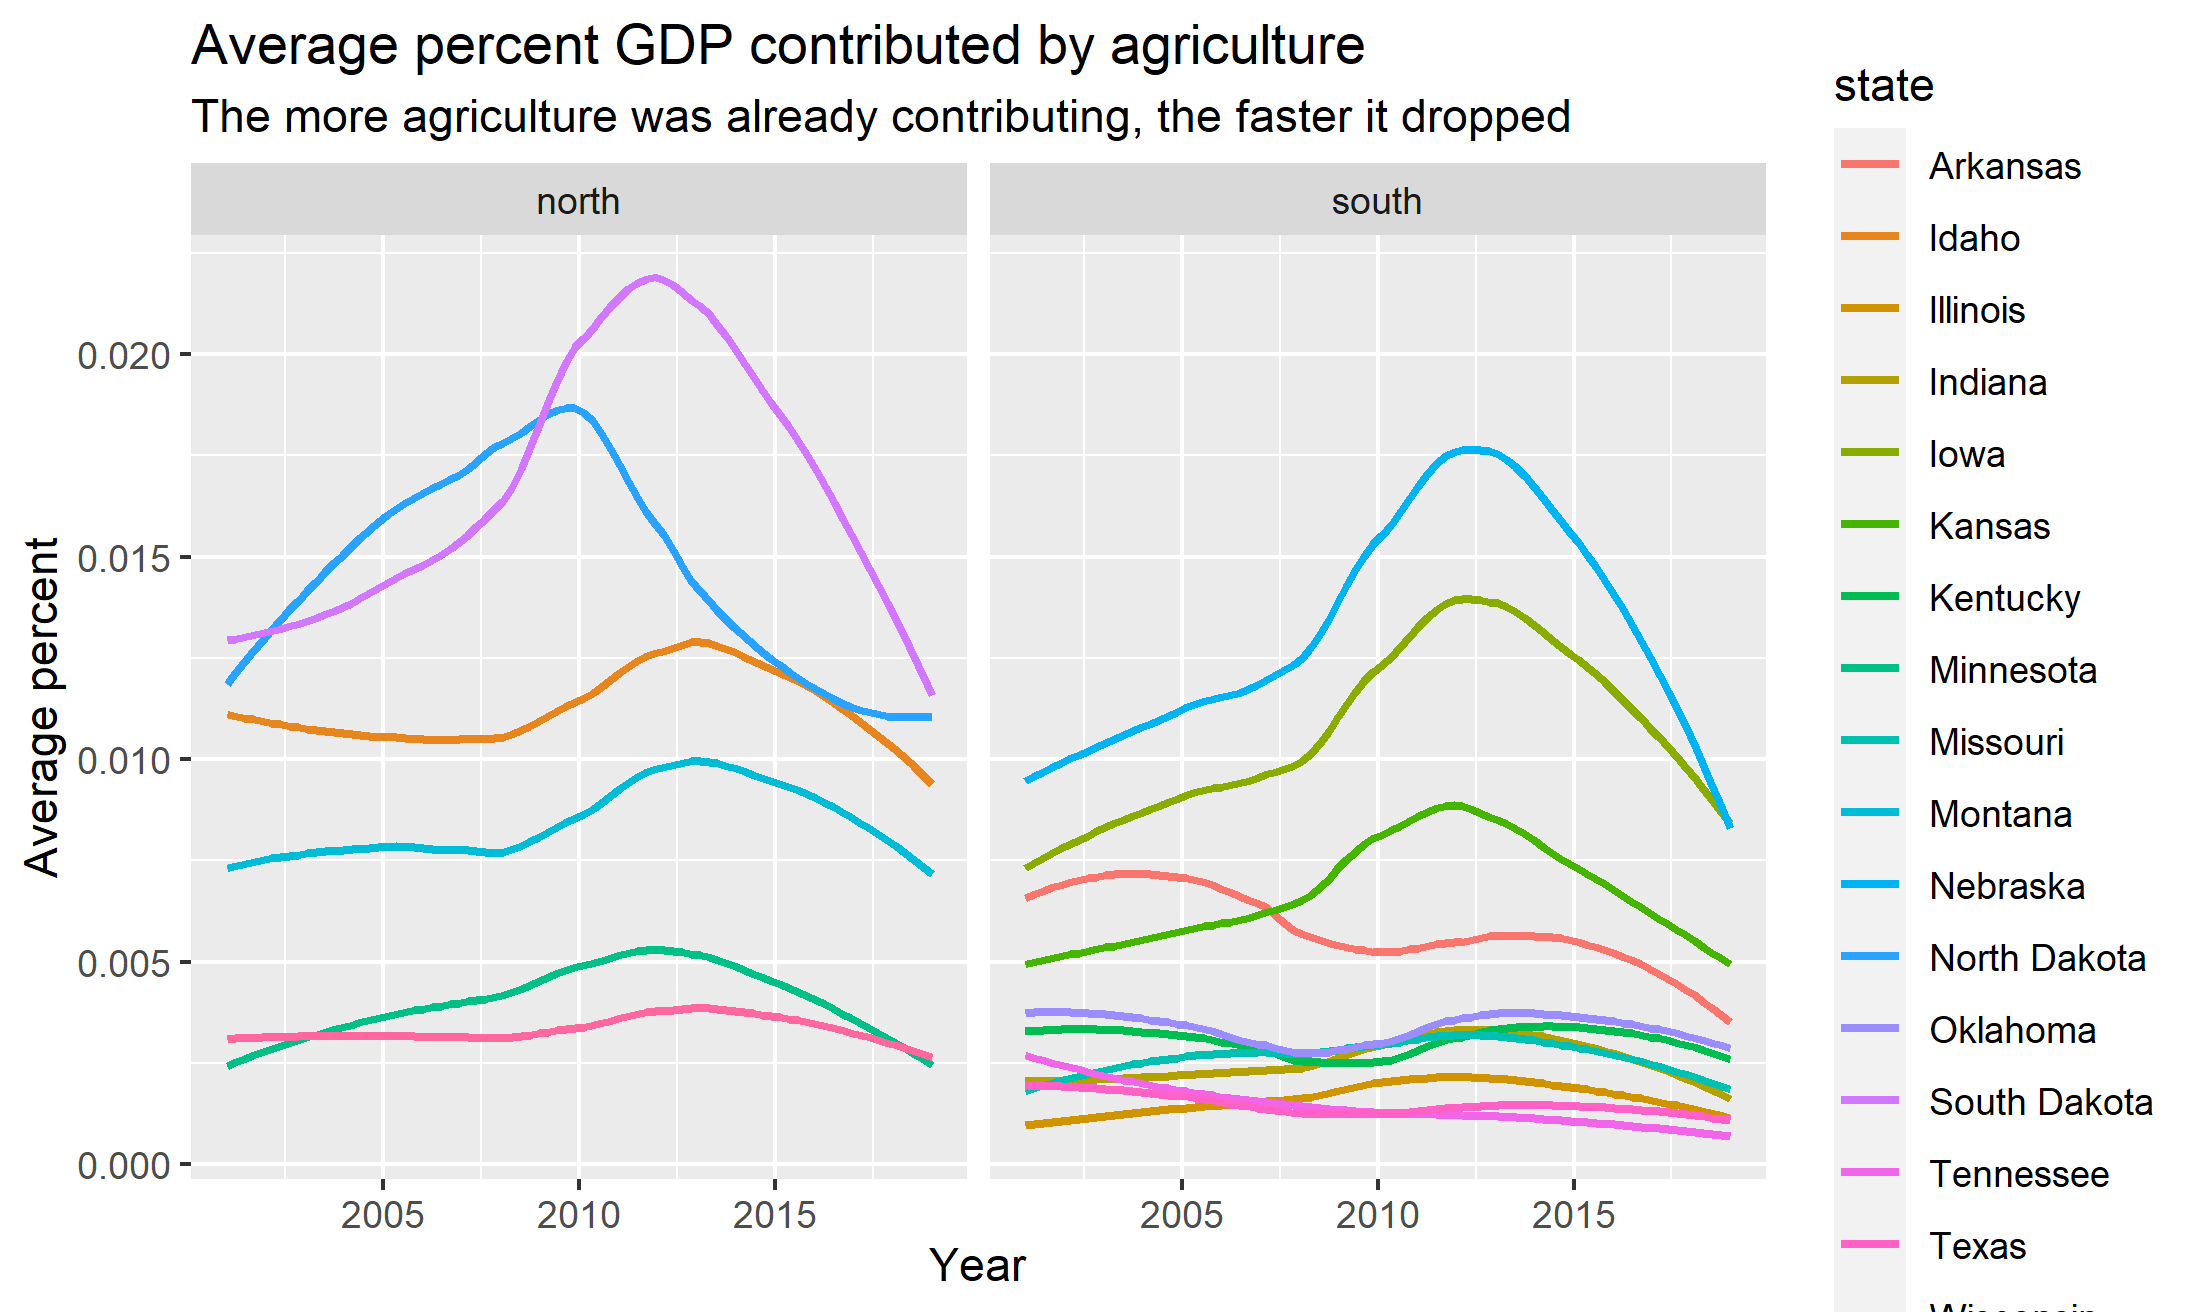 Average percent GDP contributed by agriculture
The more agriculture was already contributing, the faster it dropped
north
south
0.020
0.015
0.010
0.005
0.000
Average percent
2005 2010 2015
2005 2010 2015
Year
state
Arkansas
Idaho
Illinois
Indiana
Iowa
Kansas
Kentucky
Minnesota
Missouri
Montana
Nebraska
North Dakota
Oklahoma
South Dakota
Tennessee
Texas